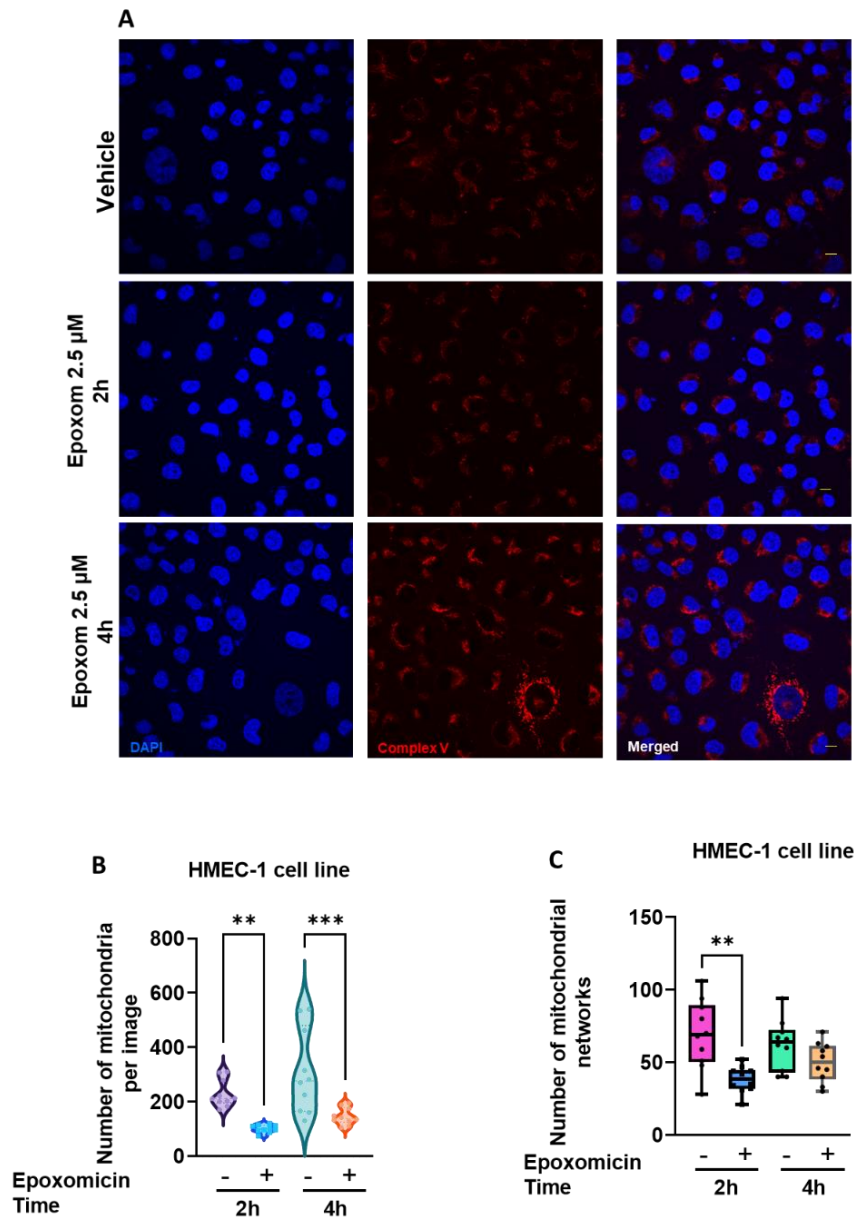 A
Vehicle
Epoxom 2.5 µM
2h
Epoxom 2.5 µM
4h
DAPI
Complex V
Merged
B
HMEC-1 cell line
Number of mitochondria
per image
800
600
400
200
0
**
***
Epoxomicin - + - +
Time 2h 4h
C
HMEC-1 cell line
Number of mitochondrial
networks
150
100
50
0
**
Epoxomicin - + - +
Time 2h 4h